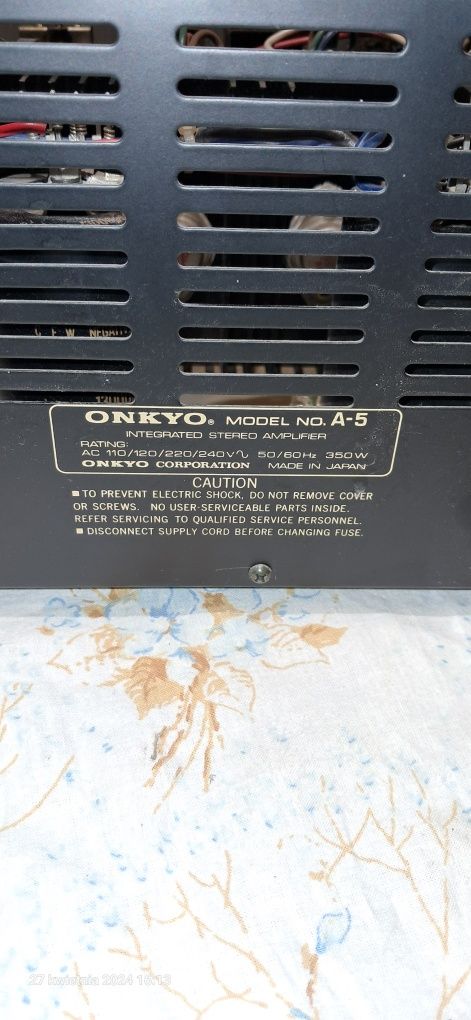 C F W NEGATI
12000
ONKYO® MODEL NO. A-5
INTEGRATED STEREO AMPLIFIER
RATING:
AC 110/120/220/240V∿ 50/60Hz 350W
ONKYO CORPORATION MADE IN JAPAN
CAUTION
■ TO PREVENT ELECTRIC SHOCK, DO NOT REMOVE COVER
OR SCREWS. NO USER-SERVICEABLE PARTS INSIDE.
REFER SERVICING TO QUALIFIED SERVICE PERSONNEL.
■ DISCONNECT SUPPLY CORD BEFORE CHANGING FUSE.
27 kwietnia 2024 16:13